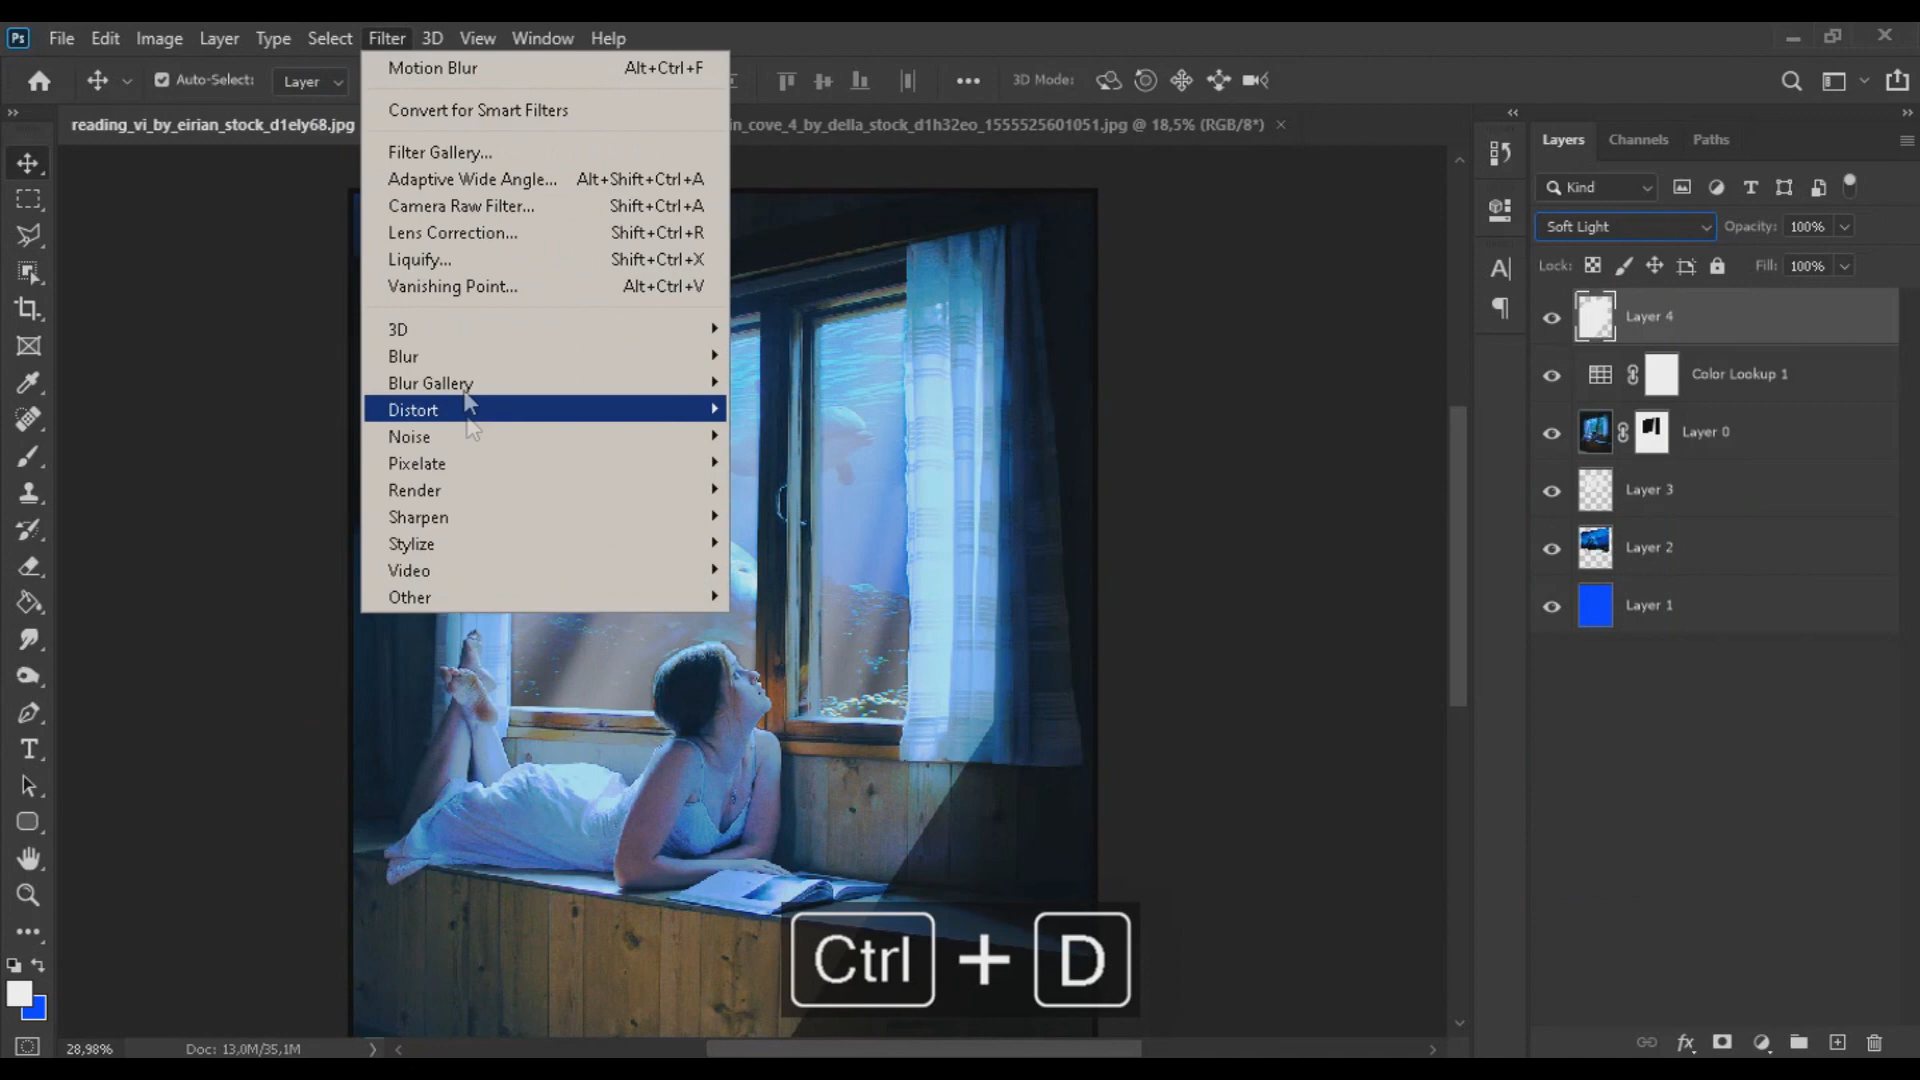 Ps File Edit Image Layer Type Select Filter 3D View Window Help
Auto-Select: Layer 3D Mode:
reading_vi_by_eirian_stock_d1ely68.jpg
in_cove_4_by_della_stock_d1h32eo_1555525601051.jpg @ 18,5% (RGB/8*)
Motion Blur Alt+Ctrl+F
Convert for Smart Filters
Filter Gallery...
Adaptive Wide Angle... Alt+Shift+Ctrl+A
Camera Raw Filter... Shift+Ctrl+A
Lens Correction... Shift+Ctrl+R
Liquify... Shift+Ctrl+X
Vanishing Point... Alt+Ctrl+V
3D
Blur
Blur Gallery
Distort
Noise
Pixelate
Render
Sharpen
Stylize
Video
Other
Layers Channels Paths
Kind
Soft Light Opacity: 100%
Lock: Fill: 100%
Layer 4
Color Lookup 1
Layer 0
Layer 3
Layer 2
Layer 1
Ctrl + D
28,98% Doc: 13,0M/35,1M